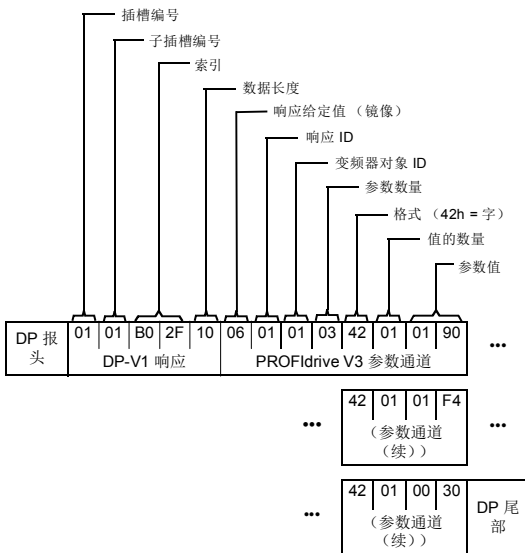 插槽编号
子插槽编号
索引
数据长度
响应给定值 （镜像）
响应 ID
变频器对象 ID
参数数量
格式 （42h = 字）
值的数量
参数值
DP 报头
01 01 B0 2F 10 06 01 01 03 42 01 01 90 •••
DP-V1 响应 PROFIdrive V3 参数通道
42 01 01 F4
••• （参数通道 •••
（续））
42 01 00 30
••• （参数通道
（续））
DP 尾部